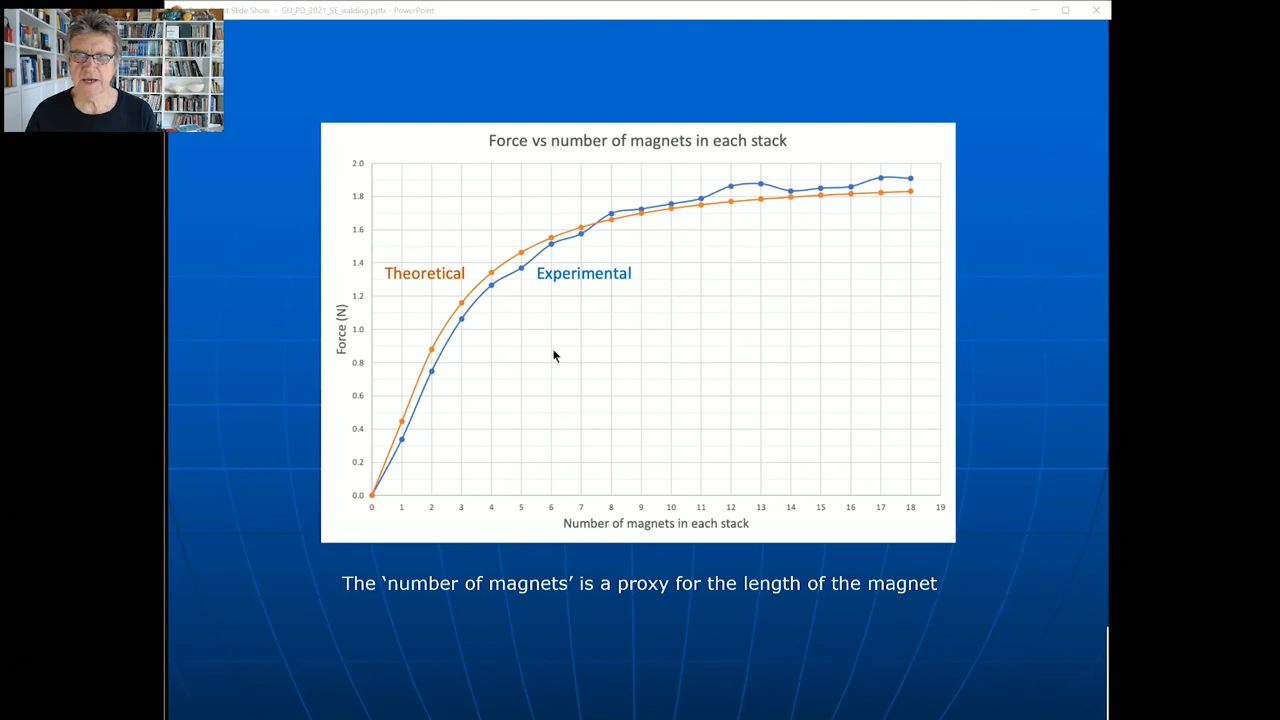 Slide Show - GU_PD_2021_SE_walding.pptx - PowerPoint
Force vs number of magnets in each stack
2.0
1.8
1.6
1.4
1.2
1.0
0.8
0.6
0.4
0.2
0.0
Theoretical
Experimental
Force (N)
0 1 2 3 4 5 6 7 8 9 10 11 12 13 14 15 16 17 18 19
Number of magnets in each stack
The ‘number of magnets’ is a proxy for the length of the magnet